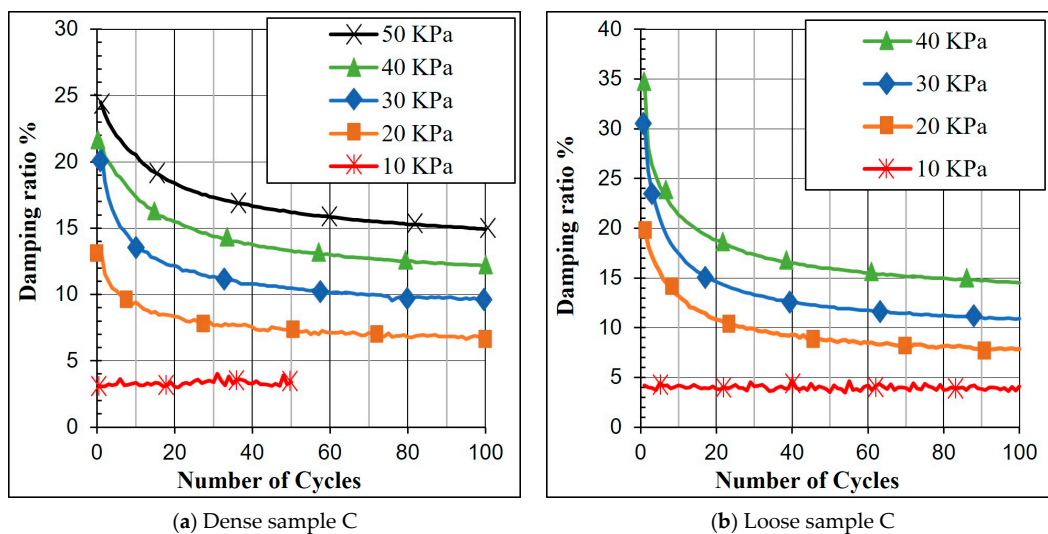 30
25
20
15
10
5
0
0 20 40 60 80 100
Damping ratio %
Number of Cycles
50 KPa
40 KPa
30 KPa
20 KPa
10 KPa
(a) Dense sample C
40
35
30
25
20
15
10
5
0
0 20 40 60 80 100
Damping ratio %
Number of Cycles
40 KPa
30 KPa
20 KPa
10 KPa
(b) Loose sample C